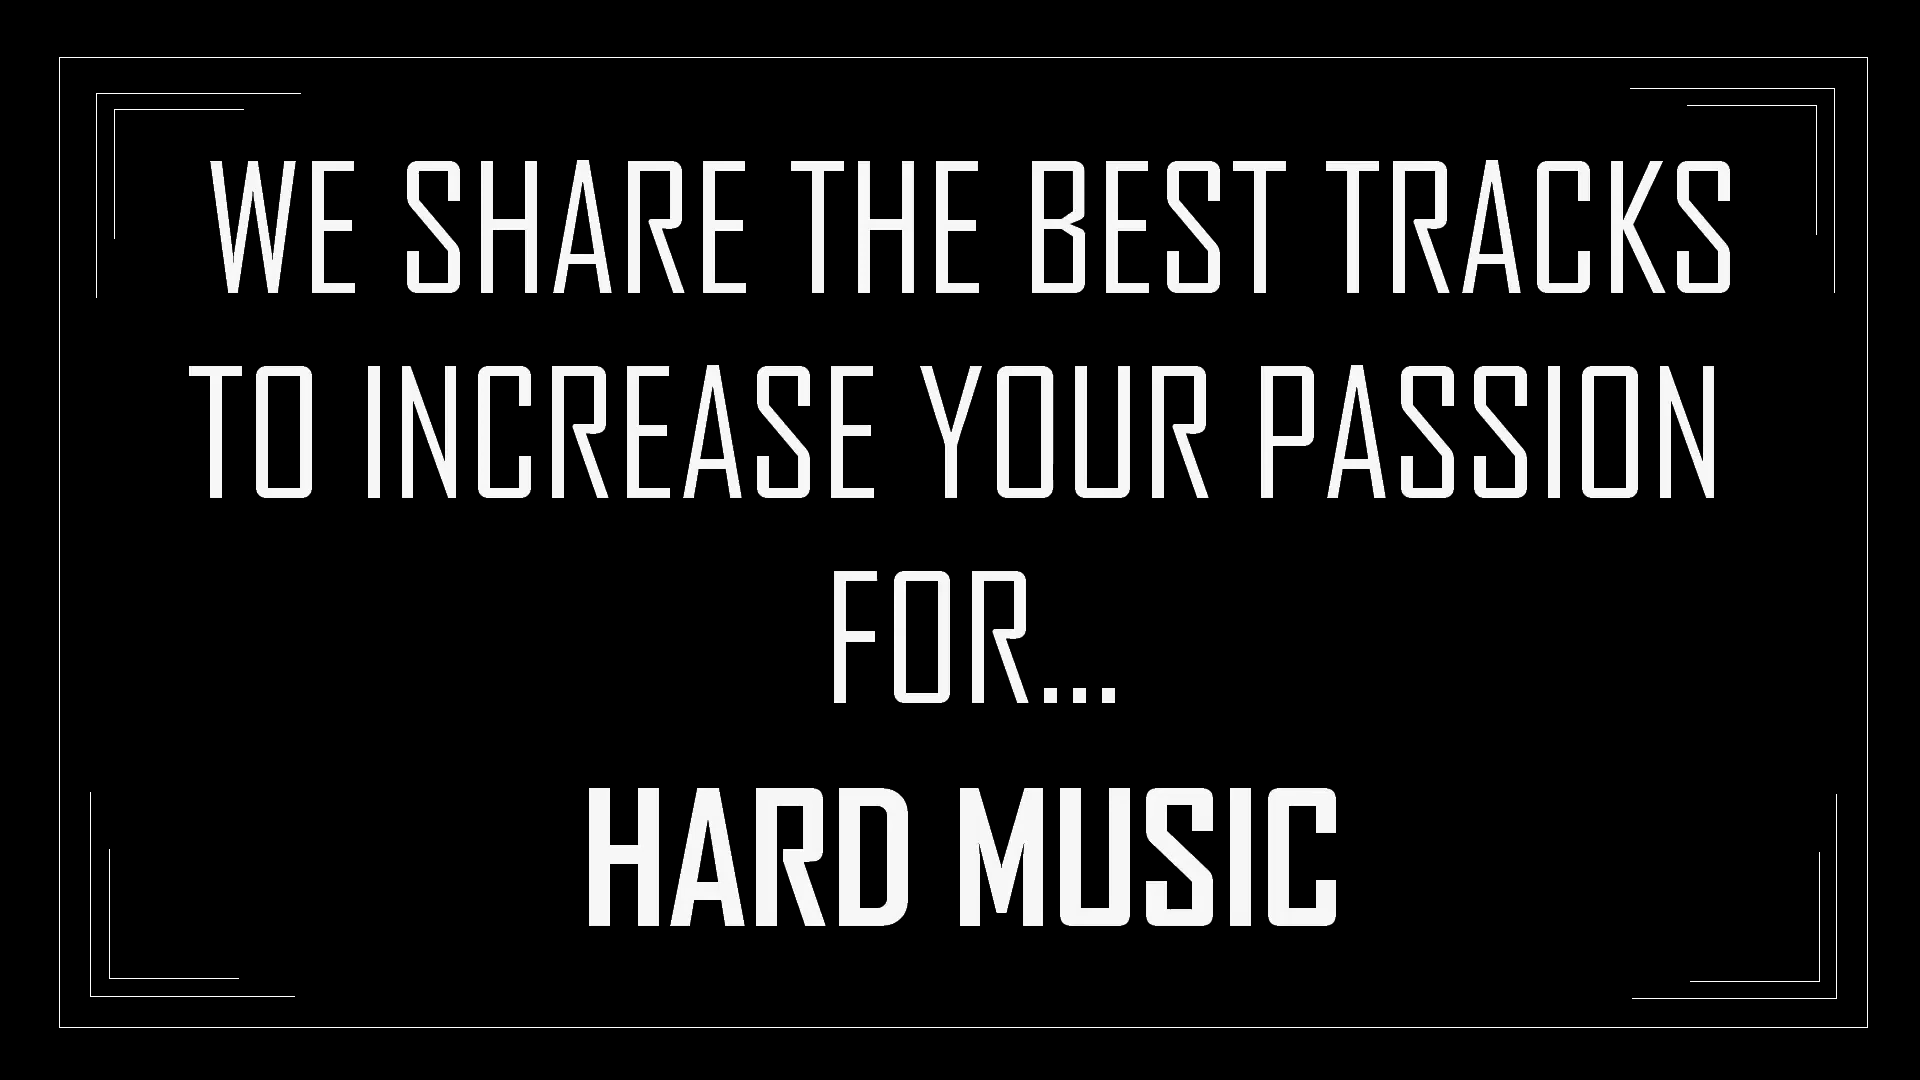 WE SHARE THE BEST TRACKS
TO INCREASE YOUR PASSION
FOR...
HARD MUSIC